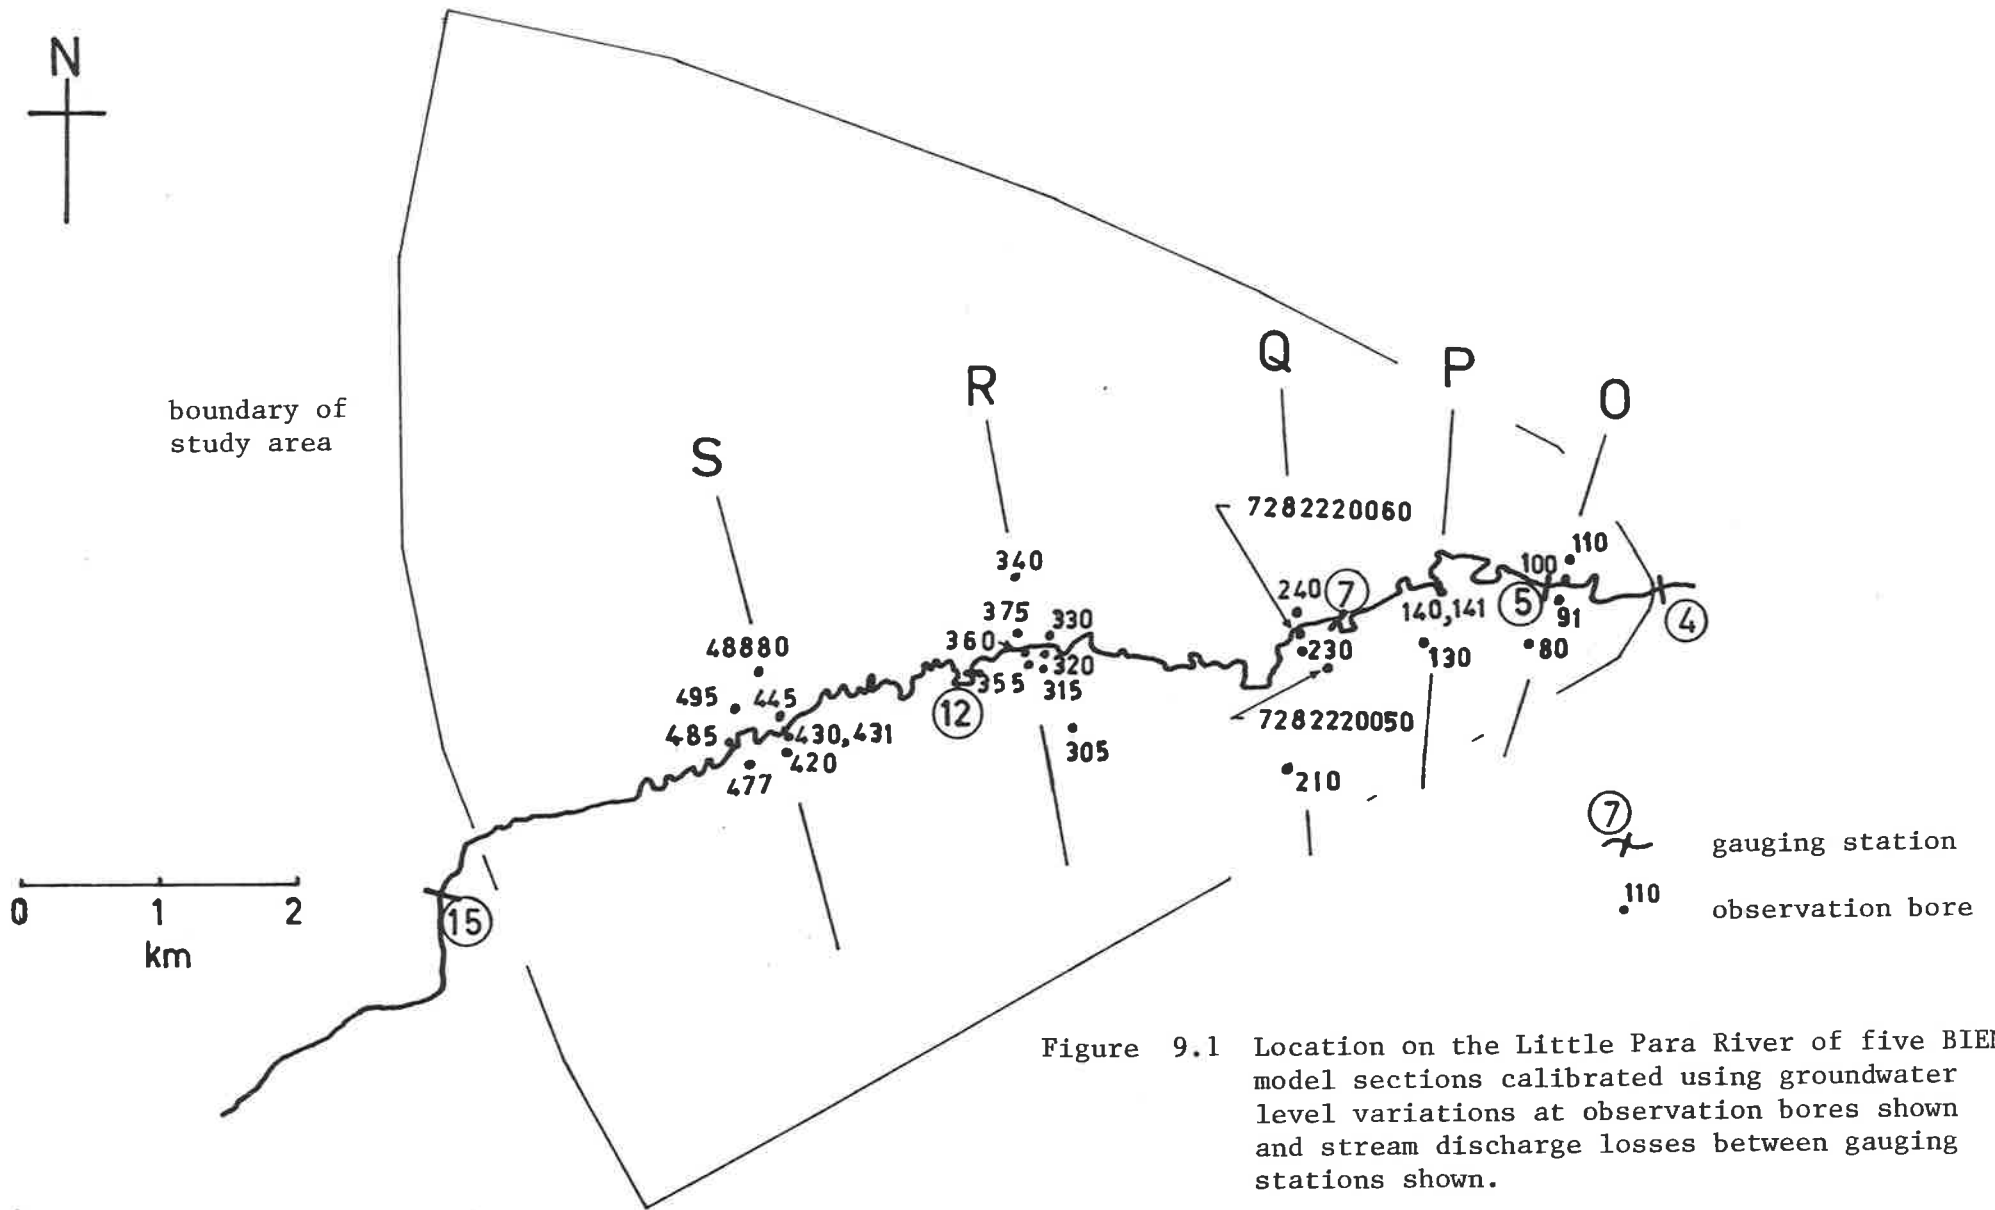 N
boundary of
study area
S
R
Q
P
O
7282220060
340
375
330
360
355
320
315
305
48880
495
445
485
430,431
420
477
12
240
7
230
7282220050
210
140,141
130
100
110
5
91
80
4
15
0 1 2
km
7
gauging station
110
observation bore
Figure 9.1 Location on the Little Para River of five
model sections calibrated using groundwater
level variations at observation bores shown
and stream discharge losses between gauging
stations shown.